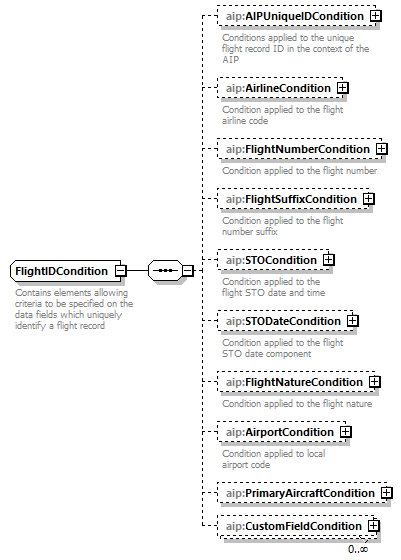 aip:AIPUniqueIDCondition
Conditions applied to the unique
flight record ID in the context of the
AIP
aip:AirlineCondition
Condition applied to the flight
airline code
aip:FlightNumberCondition
Condition applied to the flight number
aip:FlightSuffixCondition
Condition applied to the flight
number suffix
FlightIDCondition
Contains elements allowing
criteria to be specified on the
data fields which uniquely
identify a flight record
aip:STOCondition
Condition applied to the
flight STO date and time
aip:STODateCondition
Condition applied to the flight
STO date component
aip:FlightNatureCondition
Condition applied to the flight nature
aip:AirportCondition
Condition applied to local
airport code
aip:PrimaryAircraftCondition
aip:CustomFieldCondition
0..∞